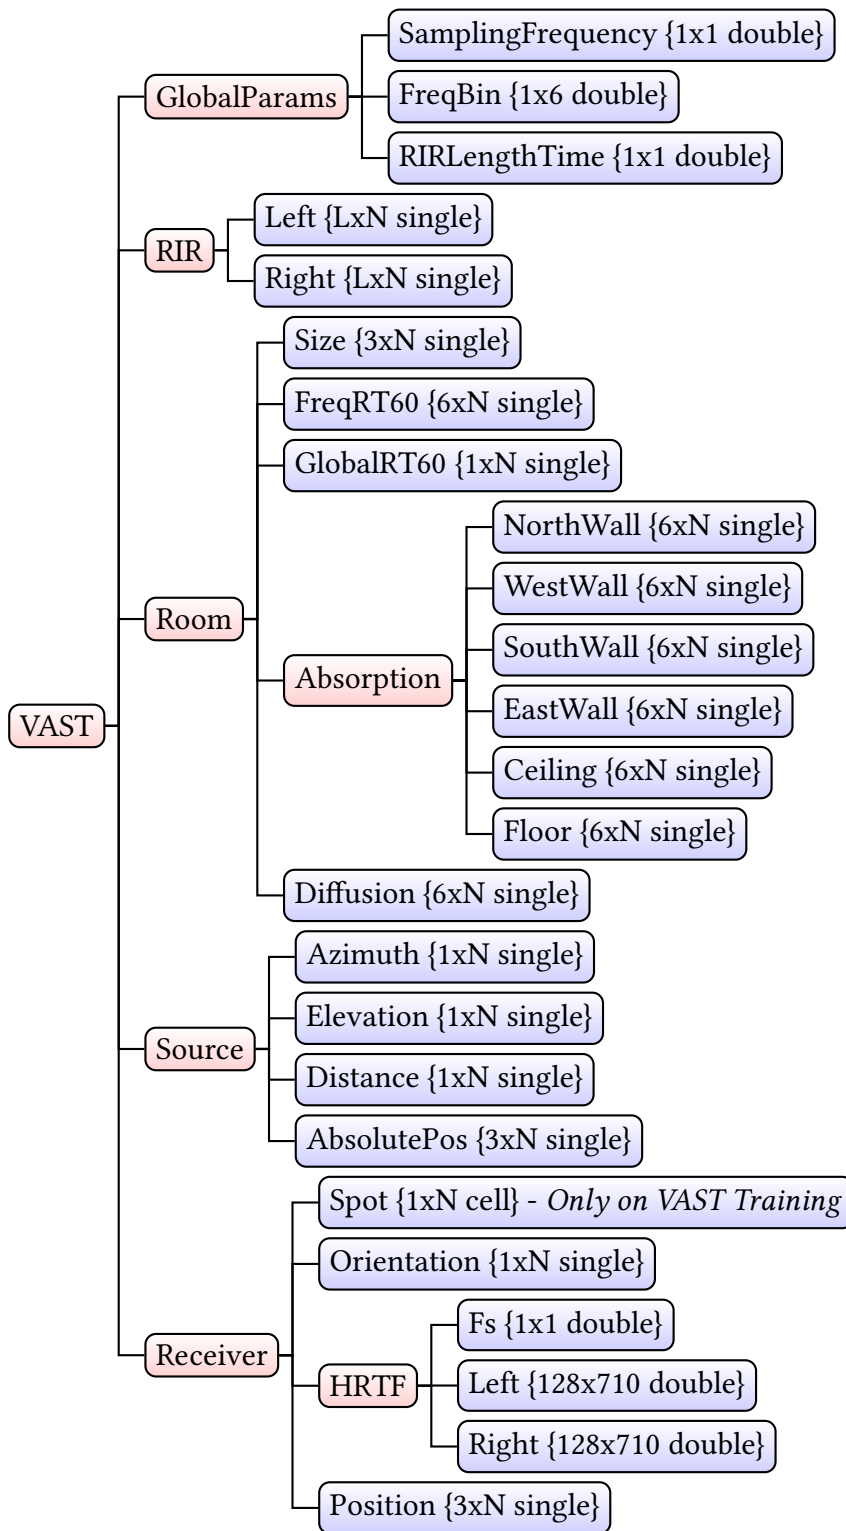 SamplingFrequency {1x1 double}
GlobalParams
FreqBin {1x6 double}
RIRLengthTime {1x1 double}
Left {LxN single}
RIR
Right {LxN single}
Size {3xN single}
FreqRT60 {6xN single}
GlobalRT60 {1xN single}
NorthWall {6xN single}
WestWall {6xN single}
Room
SouthWall {6xN single}
Absorption
EastWall {6xN single}
VAST
Ceiling {6xN single}
Floor {6xN single}
Diffusion {6xN single}
Azimuth {1xN single}
Elevation {1xN single}
Source
Distance {1xN single}
AbsolutePos {3xN single}
Spot {1xN cell} - Only on VAST Training
Orientation {1xN single}
Fs {1x1 double}
Receiver
HRTF
Left {128x710 double}
Right {128x710 double}
Position {3xN single}